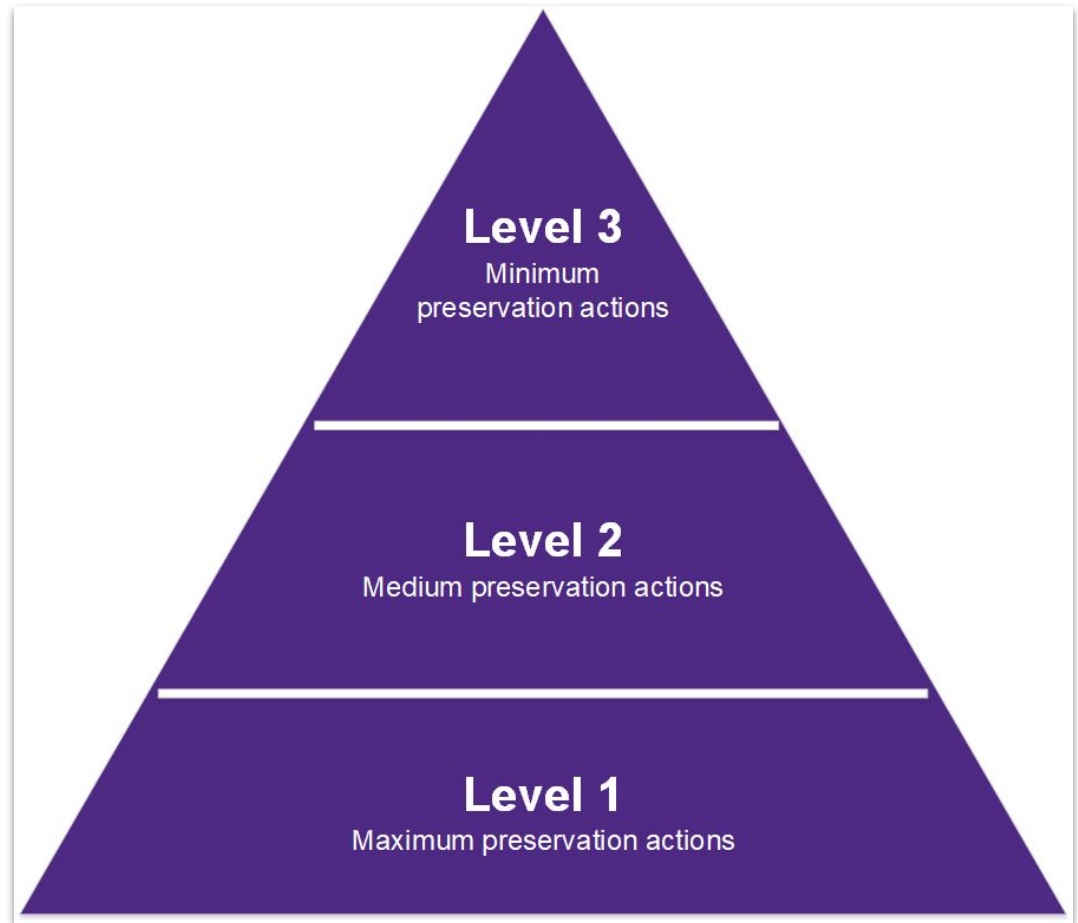 Level 3
Minimum
preservation actions
Level 2
Medium preservation actions
Level 1
Maximum preservation actions